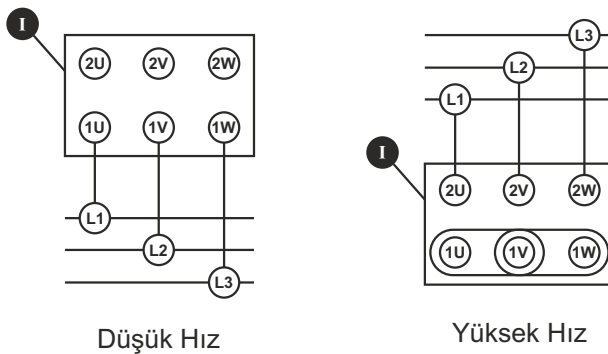 I
2U 2V 2W
1U 1V 1W
L1
L2
L3
Düşük Hız
L3
L2
L1
I
2U 2V 2W
1U 1V 1W
Yüksek Hız